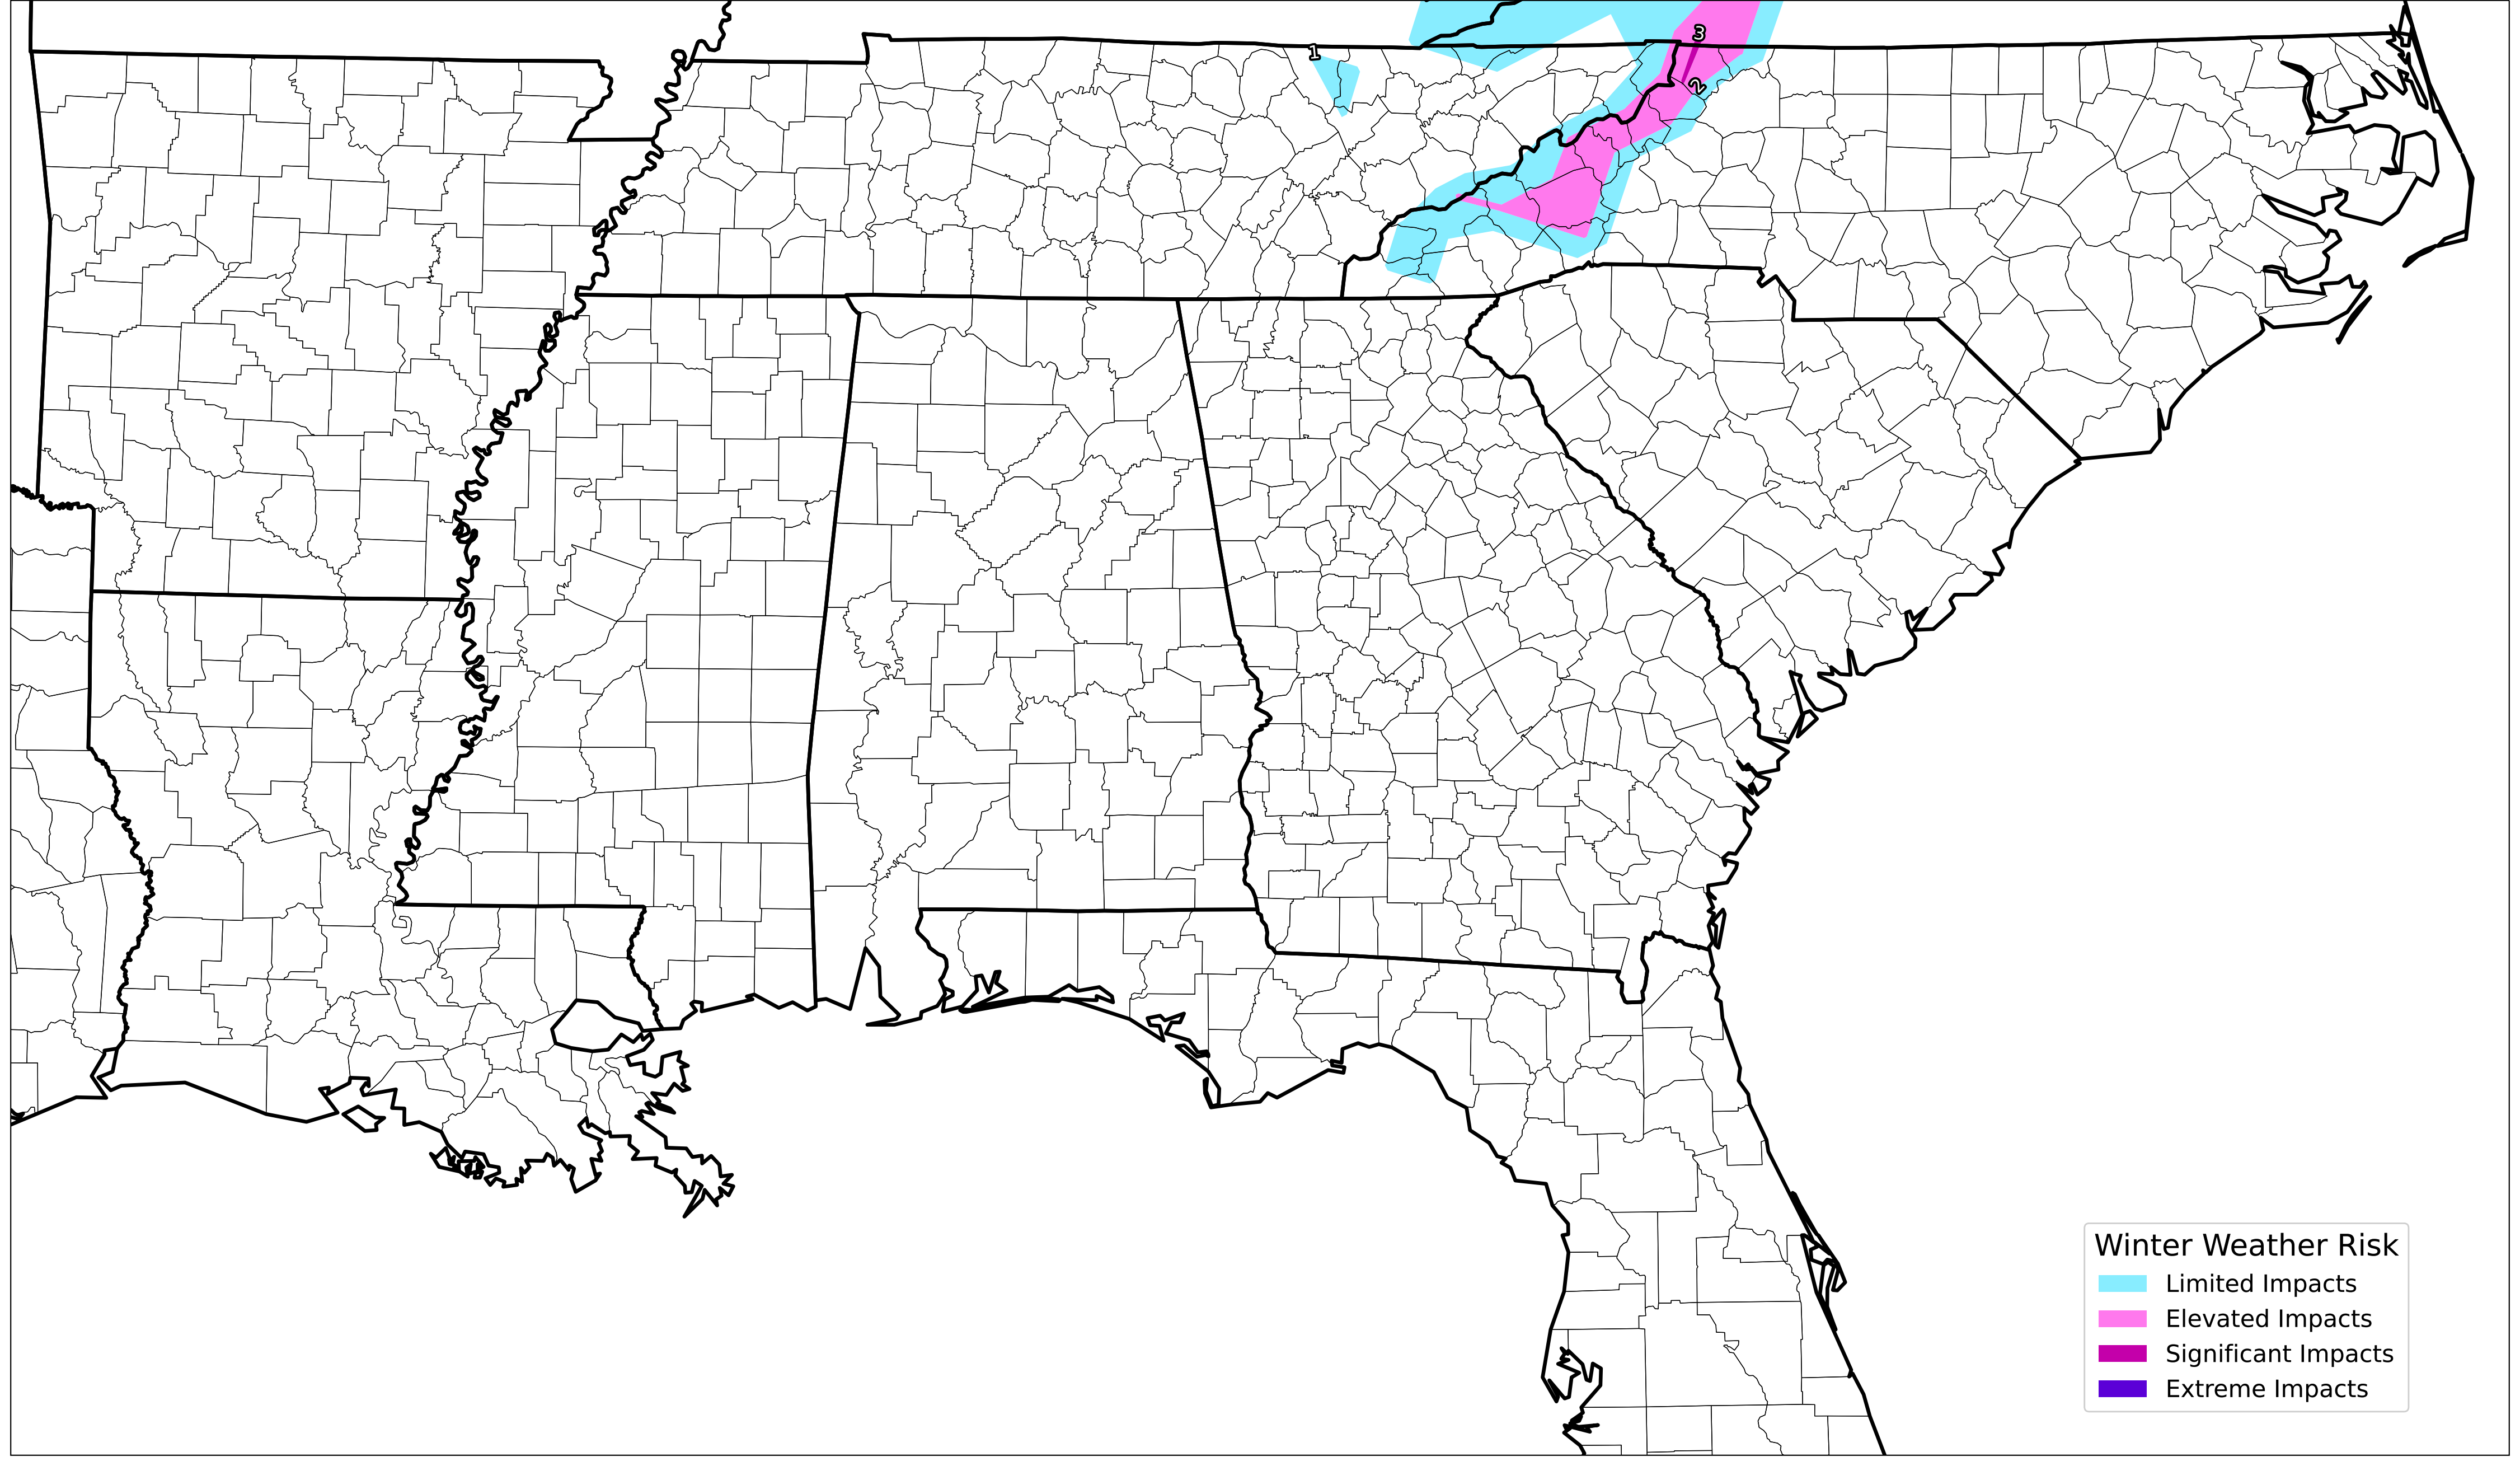 3
1
2
Winter Weather Risk
Limited Impacts
Elevated Impacts
Significant Impacts
Extreme Impacts